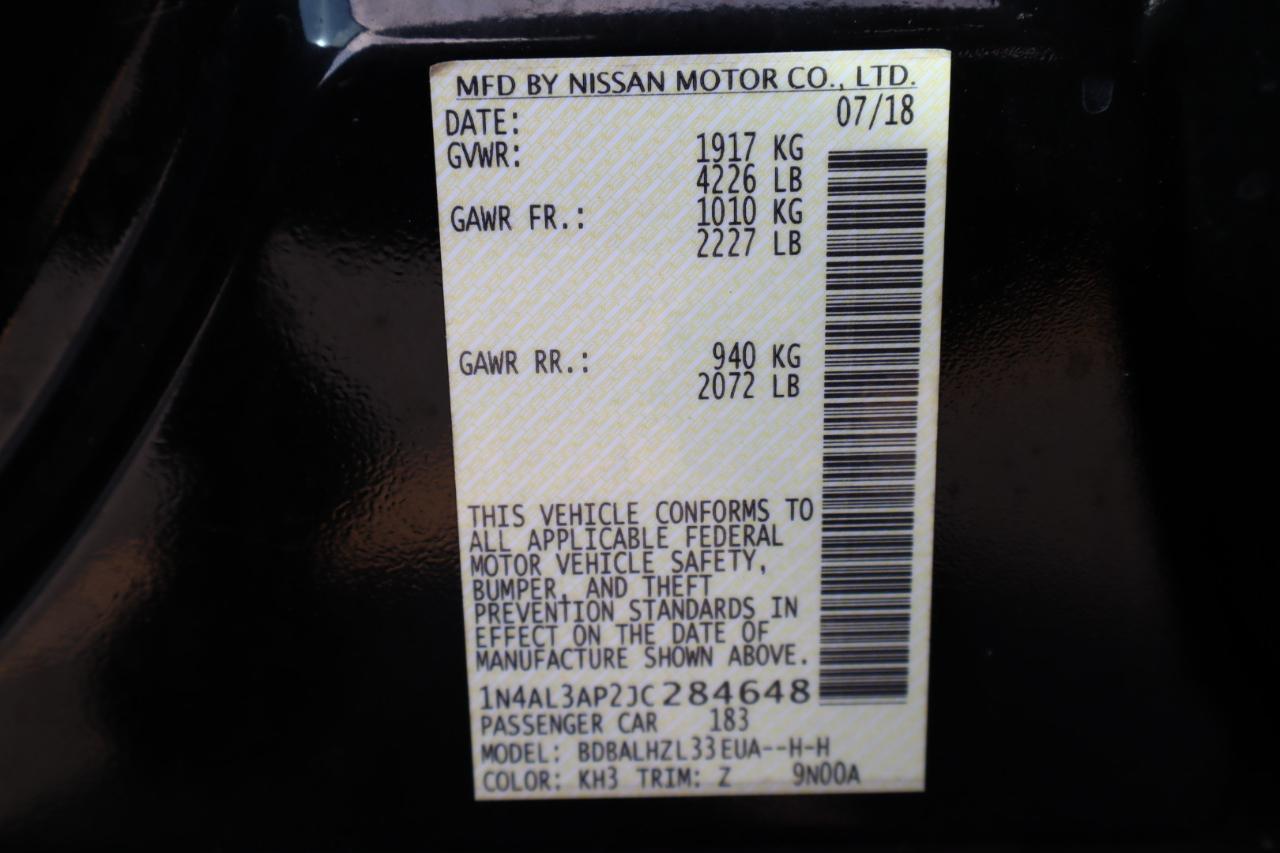 MFD BY NISSAN MOTOR CO., LTD.
DATE: 07/18
GVWR: 1917 KG
4226 LB
GAWR FR.: 1010 KG
2227 LB
GAWR RR.: 940 KG
2072 LB
THIS VEHICLE CONFORMS TO
ALL APPLICABLE FEDERAL
MOTOR VEHICLE SAFETY,
BUMPER, AND THEFT
PREVENTION STANDARDS IN
EFFECT ON THE DATE OF
MANUFACTURE SHOWN ABOVE.
1N4AL3AP2JC284648
PASSENGER CAR 183
MODEL: BDBALHZL33EUA--H-H
COLOR: KH3 TRIM: Z 9N00A